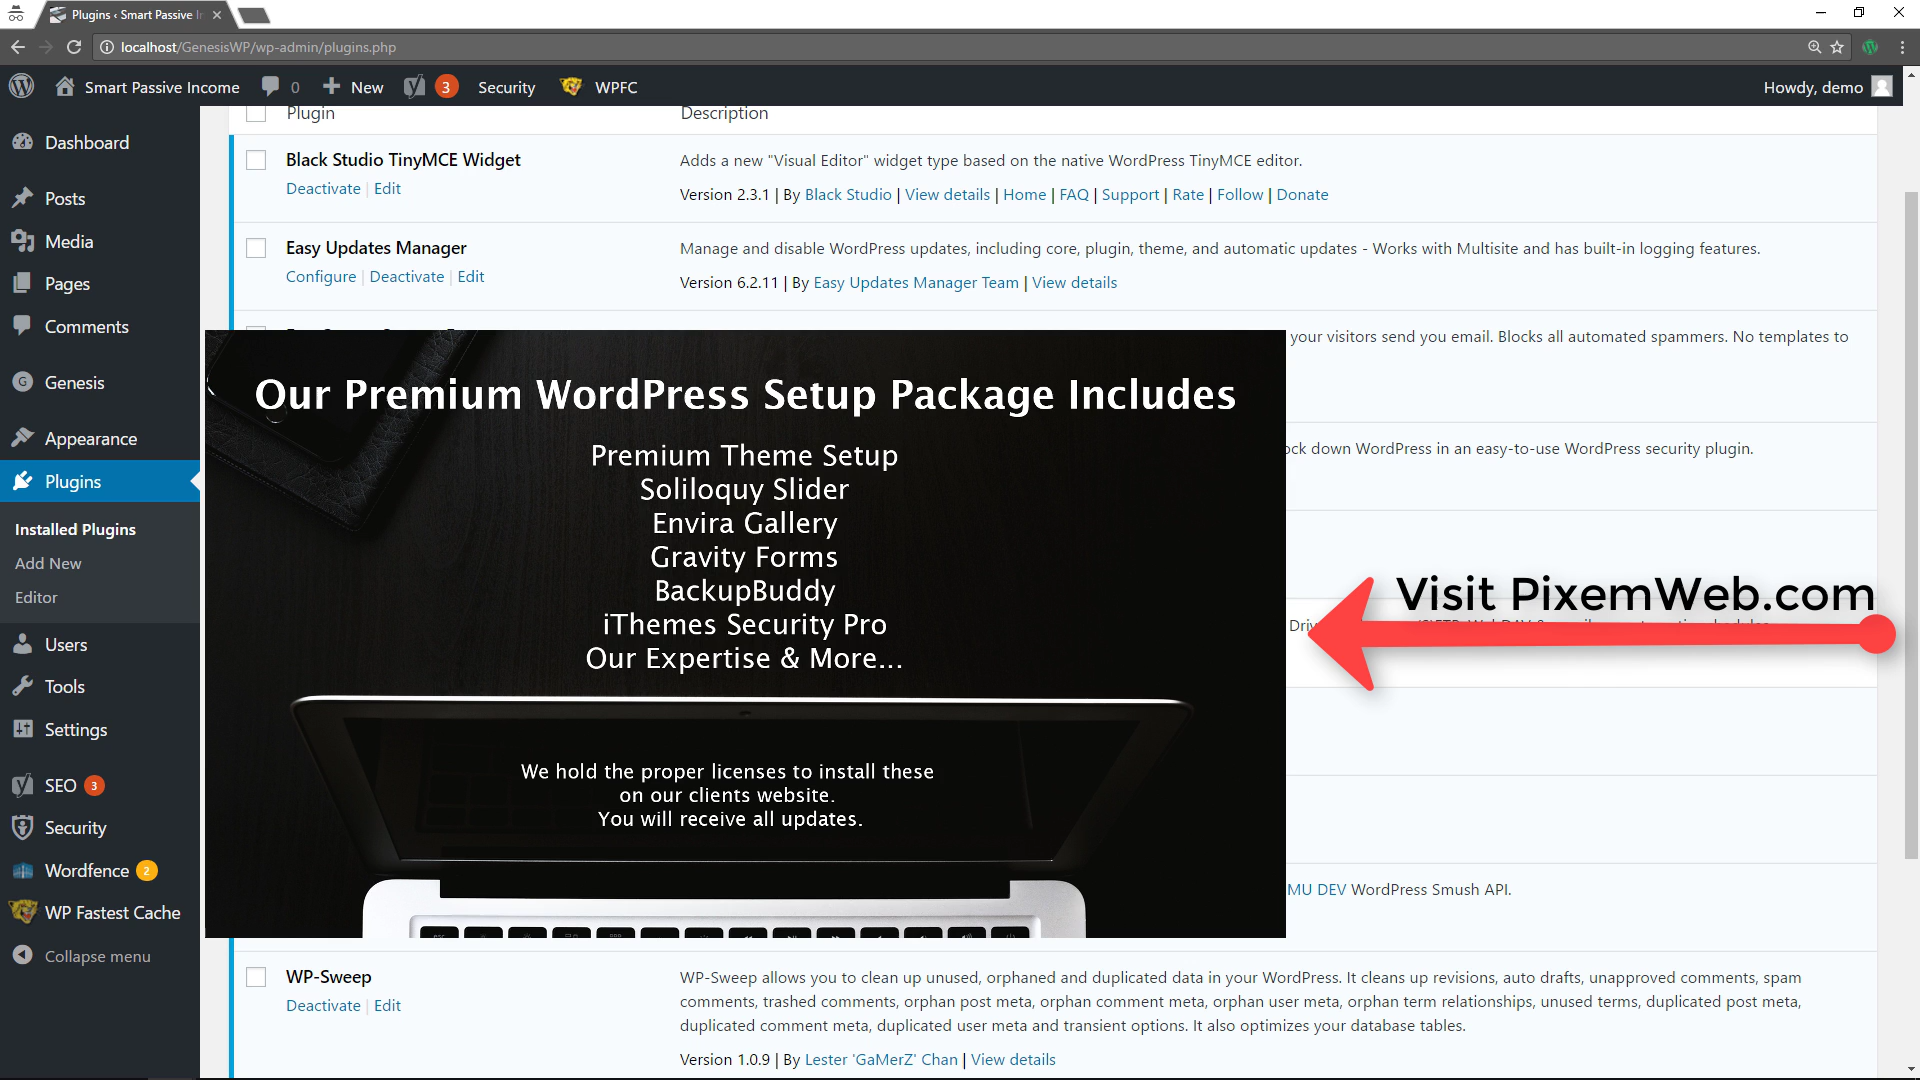 Plugins ‹ Smart Passive In
localhost/GenesisWP/wp-admin/plugins.php
Smart Passive Income 0 New 3 Security WPFC Howdy, demo
Dashboard
Posts
Media
Pages
Comments
Genesis
Appearance
Plugins
Installed Plugins
Add New
Editor
Users
Tools
Settings
SEO 3
Security
Wordfence 2
WP Fastest Cache
Collapse menu
Plugin Description
Black Studio TinyMCE Widget
Deactivate | Edit
Adds a new "Visual Editor" widget type based on the native WordPress TinyMCE editor.
Version 2.3.1 | By Black Studio | View details | Home | FAQ | Support | Rate | Follow | Donate
Easy Updates Manager
Configure | Deactivate | Edit
Manage and disable WordPress updates, including core, plugin, theme, and automatic updates - Works with Multisite and has built-in logging features.
Version 6.2.11 | By Easy Updates Manager Team | View details
your visitors send you email. Blocks all automated spammers. No templates to
ock down WordPress in an easy-to-use WordPress security plugin.
Our Premium WordPress Setup Package Includes
Premium Theme Setup
Soliloquy Slider
Envira Gallery
Gravity Forms
BackupBuddy
iThemes Security Pro
Our Expertise & More...
We hold the proper licenses to install these
on our clients website.
You will receive all updates.
Visit PixemWeb.com
MU DEV WordPress Smush API.
WP-Sweep
Deactivate | Edit
WP-Sweep allows you to clean up unused, orphaned and duplicated data in your WordPress. It cleans up revisions, auto drafts, unapproved comments, spam
comments, trashed comments, orphan post meta, orphan comment meta, orphan user meta, orphan term relationships, unused terms, duplicated post meta,
duplicated comment meta, duplicated user meta and transient options. It also optimizes your database tables.
Version 1.0.9 | By Lester 'GaMerZ' Chan | View details